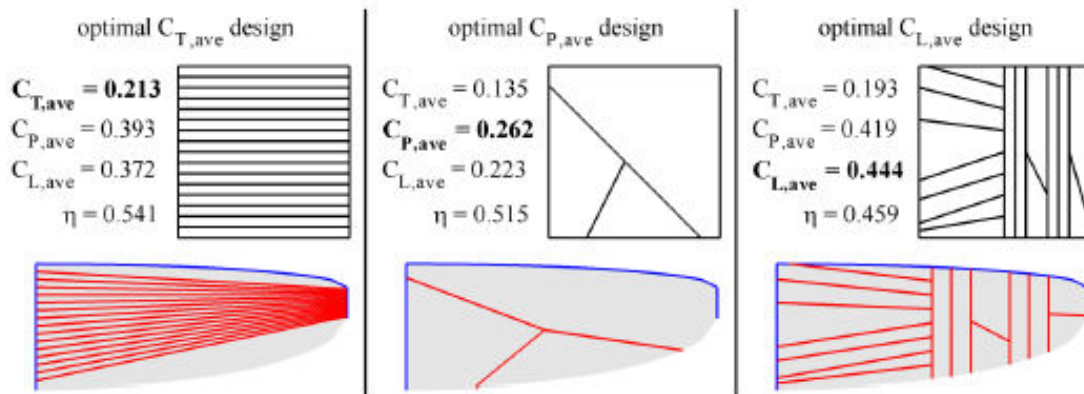 optimal C_T,ave design
C_T,ave = 0.213
C_P,ave = 0.393
C_L,ave = 0.372
η = 0.541
optimal C_P,ave design
C_T,ave = 0.135
C_P,ave = 0.262
C_L,ave = 0.223
η = 0.515
optimal C_L,ave design
C_T,ave = 0.193
C_P,ave = 0.419
C_L,ave = 0.444
η = 0.459